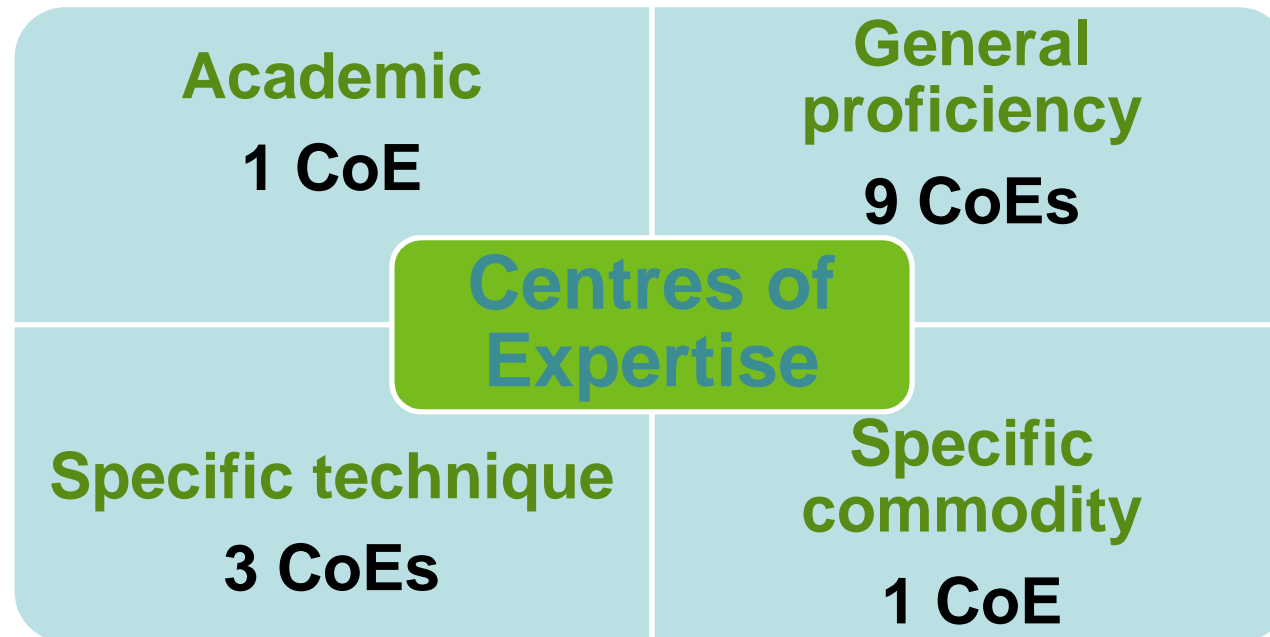 Academic
1 CoE
General
proficiency
9 CoEs
Centres of
Expertise
Specific technique
3 CoEs
Specific
commodity
1 CoE